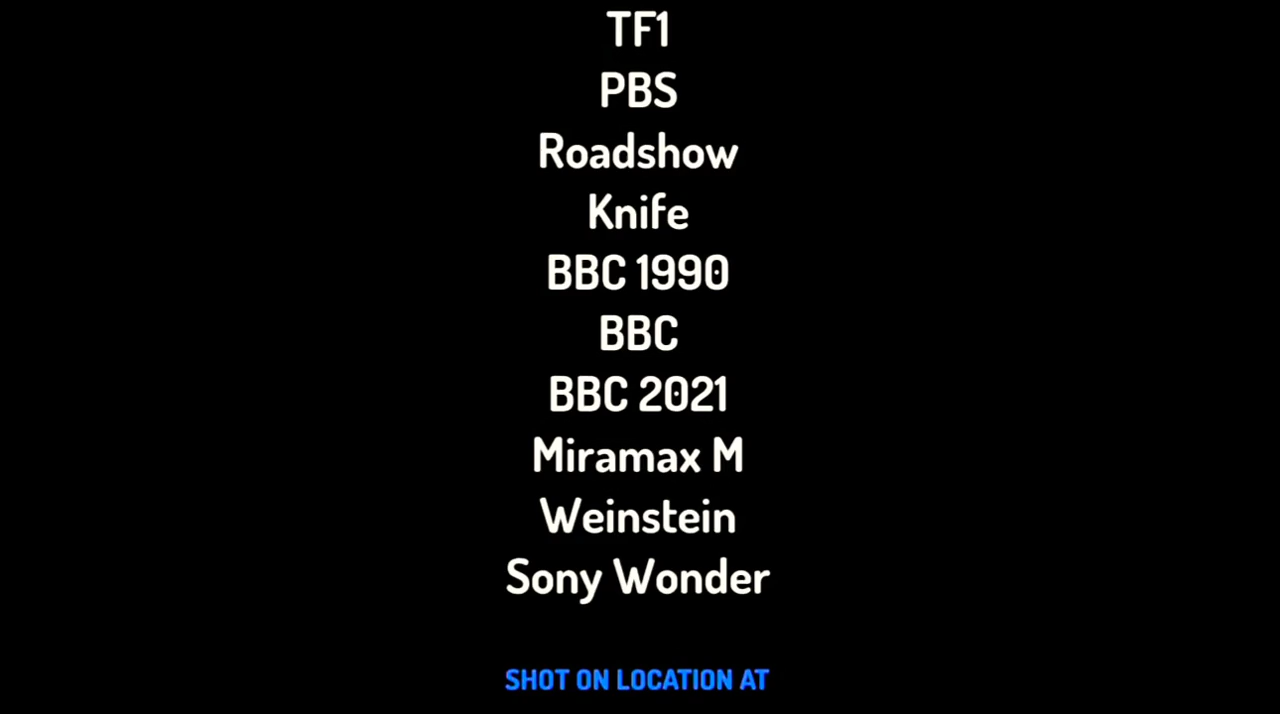 TF1
PBS
Roadshow
Knife
BBC 1990
BBC
BBC 2021
Miramax M
Weinstein
Sony Wonder
SHOT ON LOCATION AT